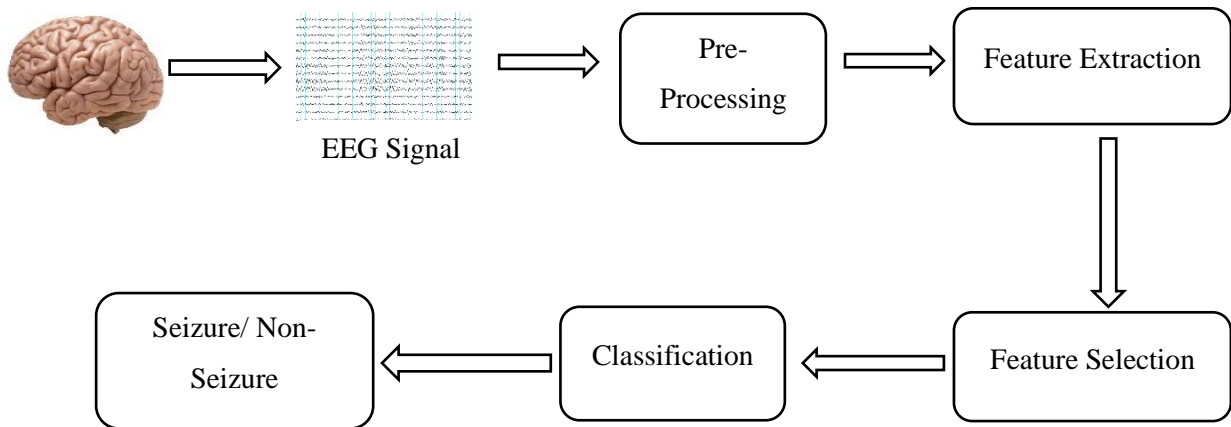 EEG Signal
Pre-
Processing
Feature Extraction
Feature Selection
Classification
Seizure/ Non-
Seizure